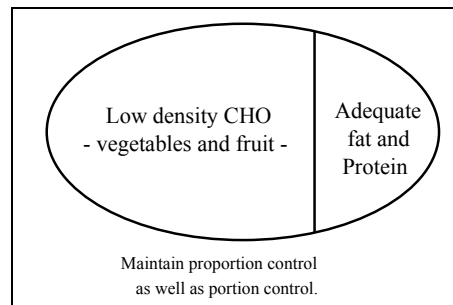 Low density CHO
- vegetables and fruit -
Adequate
fat and
Protein
Maintain proportion control
as well as portion control.